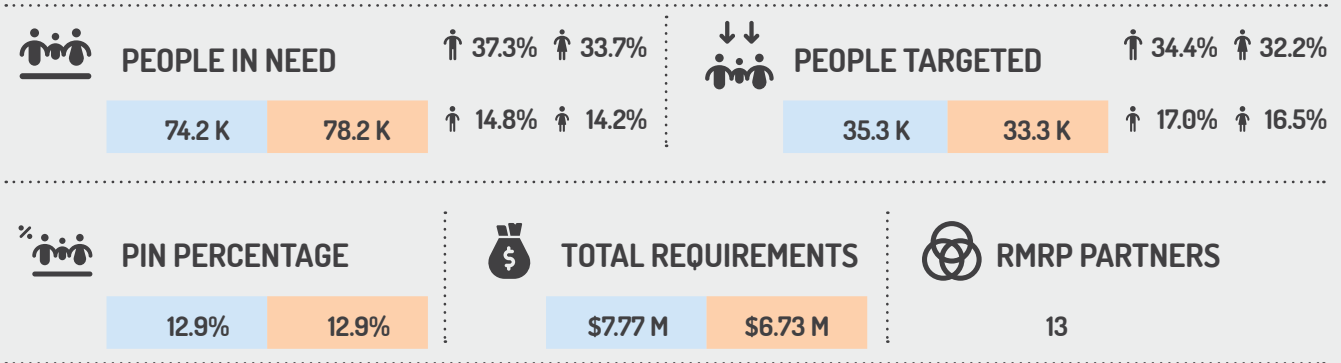 PEOPLE IN NEED
37.3% 33.7%
74.2 K 78.2 K
14.8% 14.2%
PEOPLE TARGETED
34.4% 32.2%
35.3 K 33.3 K
17.0% 16.5%
% PIN PERCENTAGE
12.9% 12.9%
$ TOTAL REQUIREMENTS
$7.77 M $6.73 M
RMRP PARTNERS
13